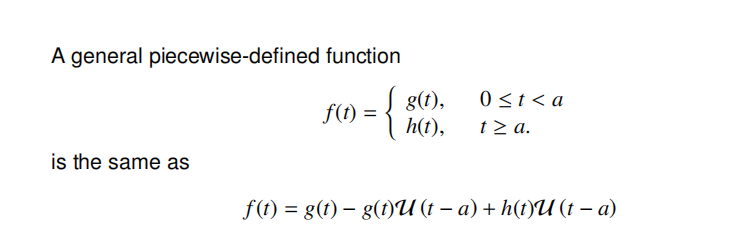 A general piecewise-defined function
f(t) = { g(t), 0 ≤ t < a
h(t), t ≥ a.
is the same as
f(t) = g(t) − g(t)𝒰(t − a) + h(t)𝒰(t − a)